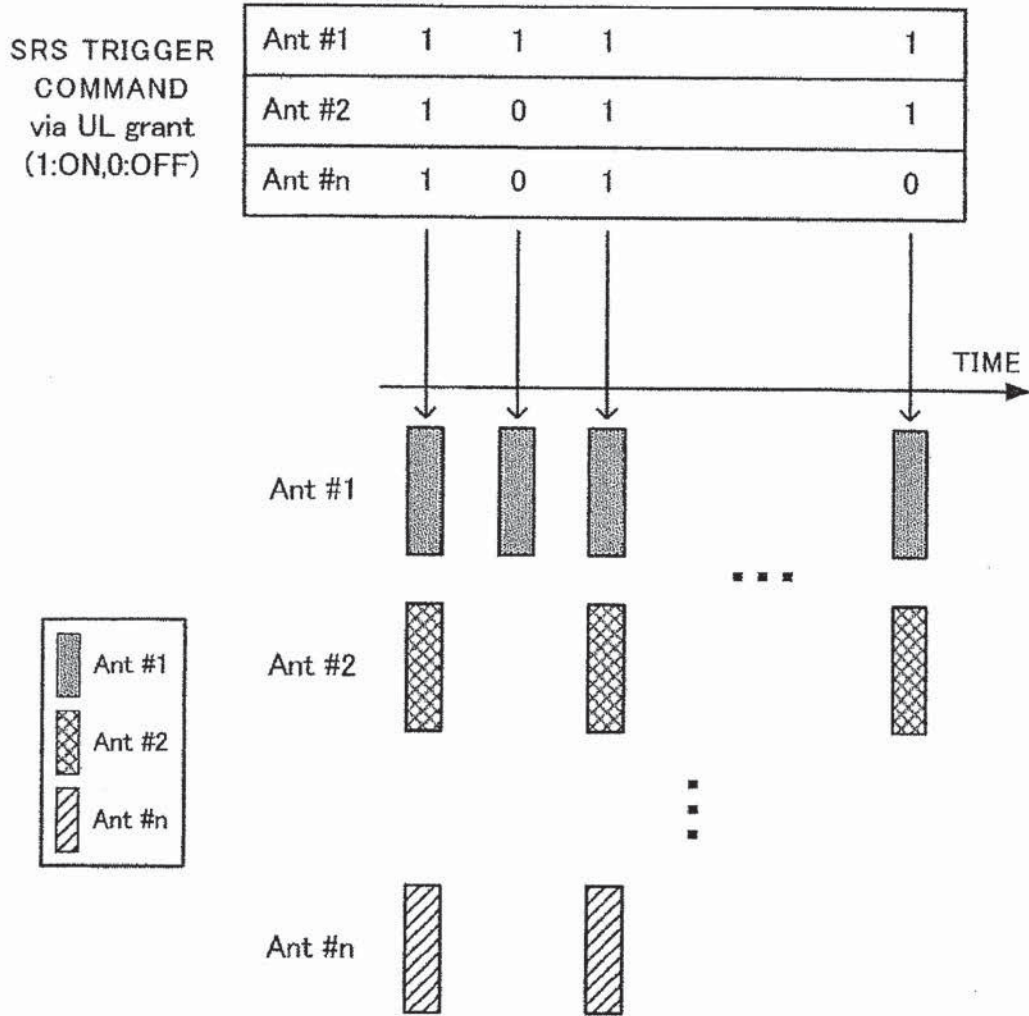 SRS TRIGGER
COMMAND
via UL grant
(1:ON,0:OFF)
Ant #1 1 1 1 1
Ant #2 1 0 1 1
Ant #n 1 0 1 0
TIME
Ant #1
Ant #2
Ant #n
Ant #1
Ant #2
Ant #n